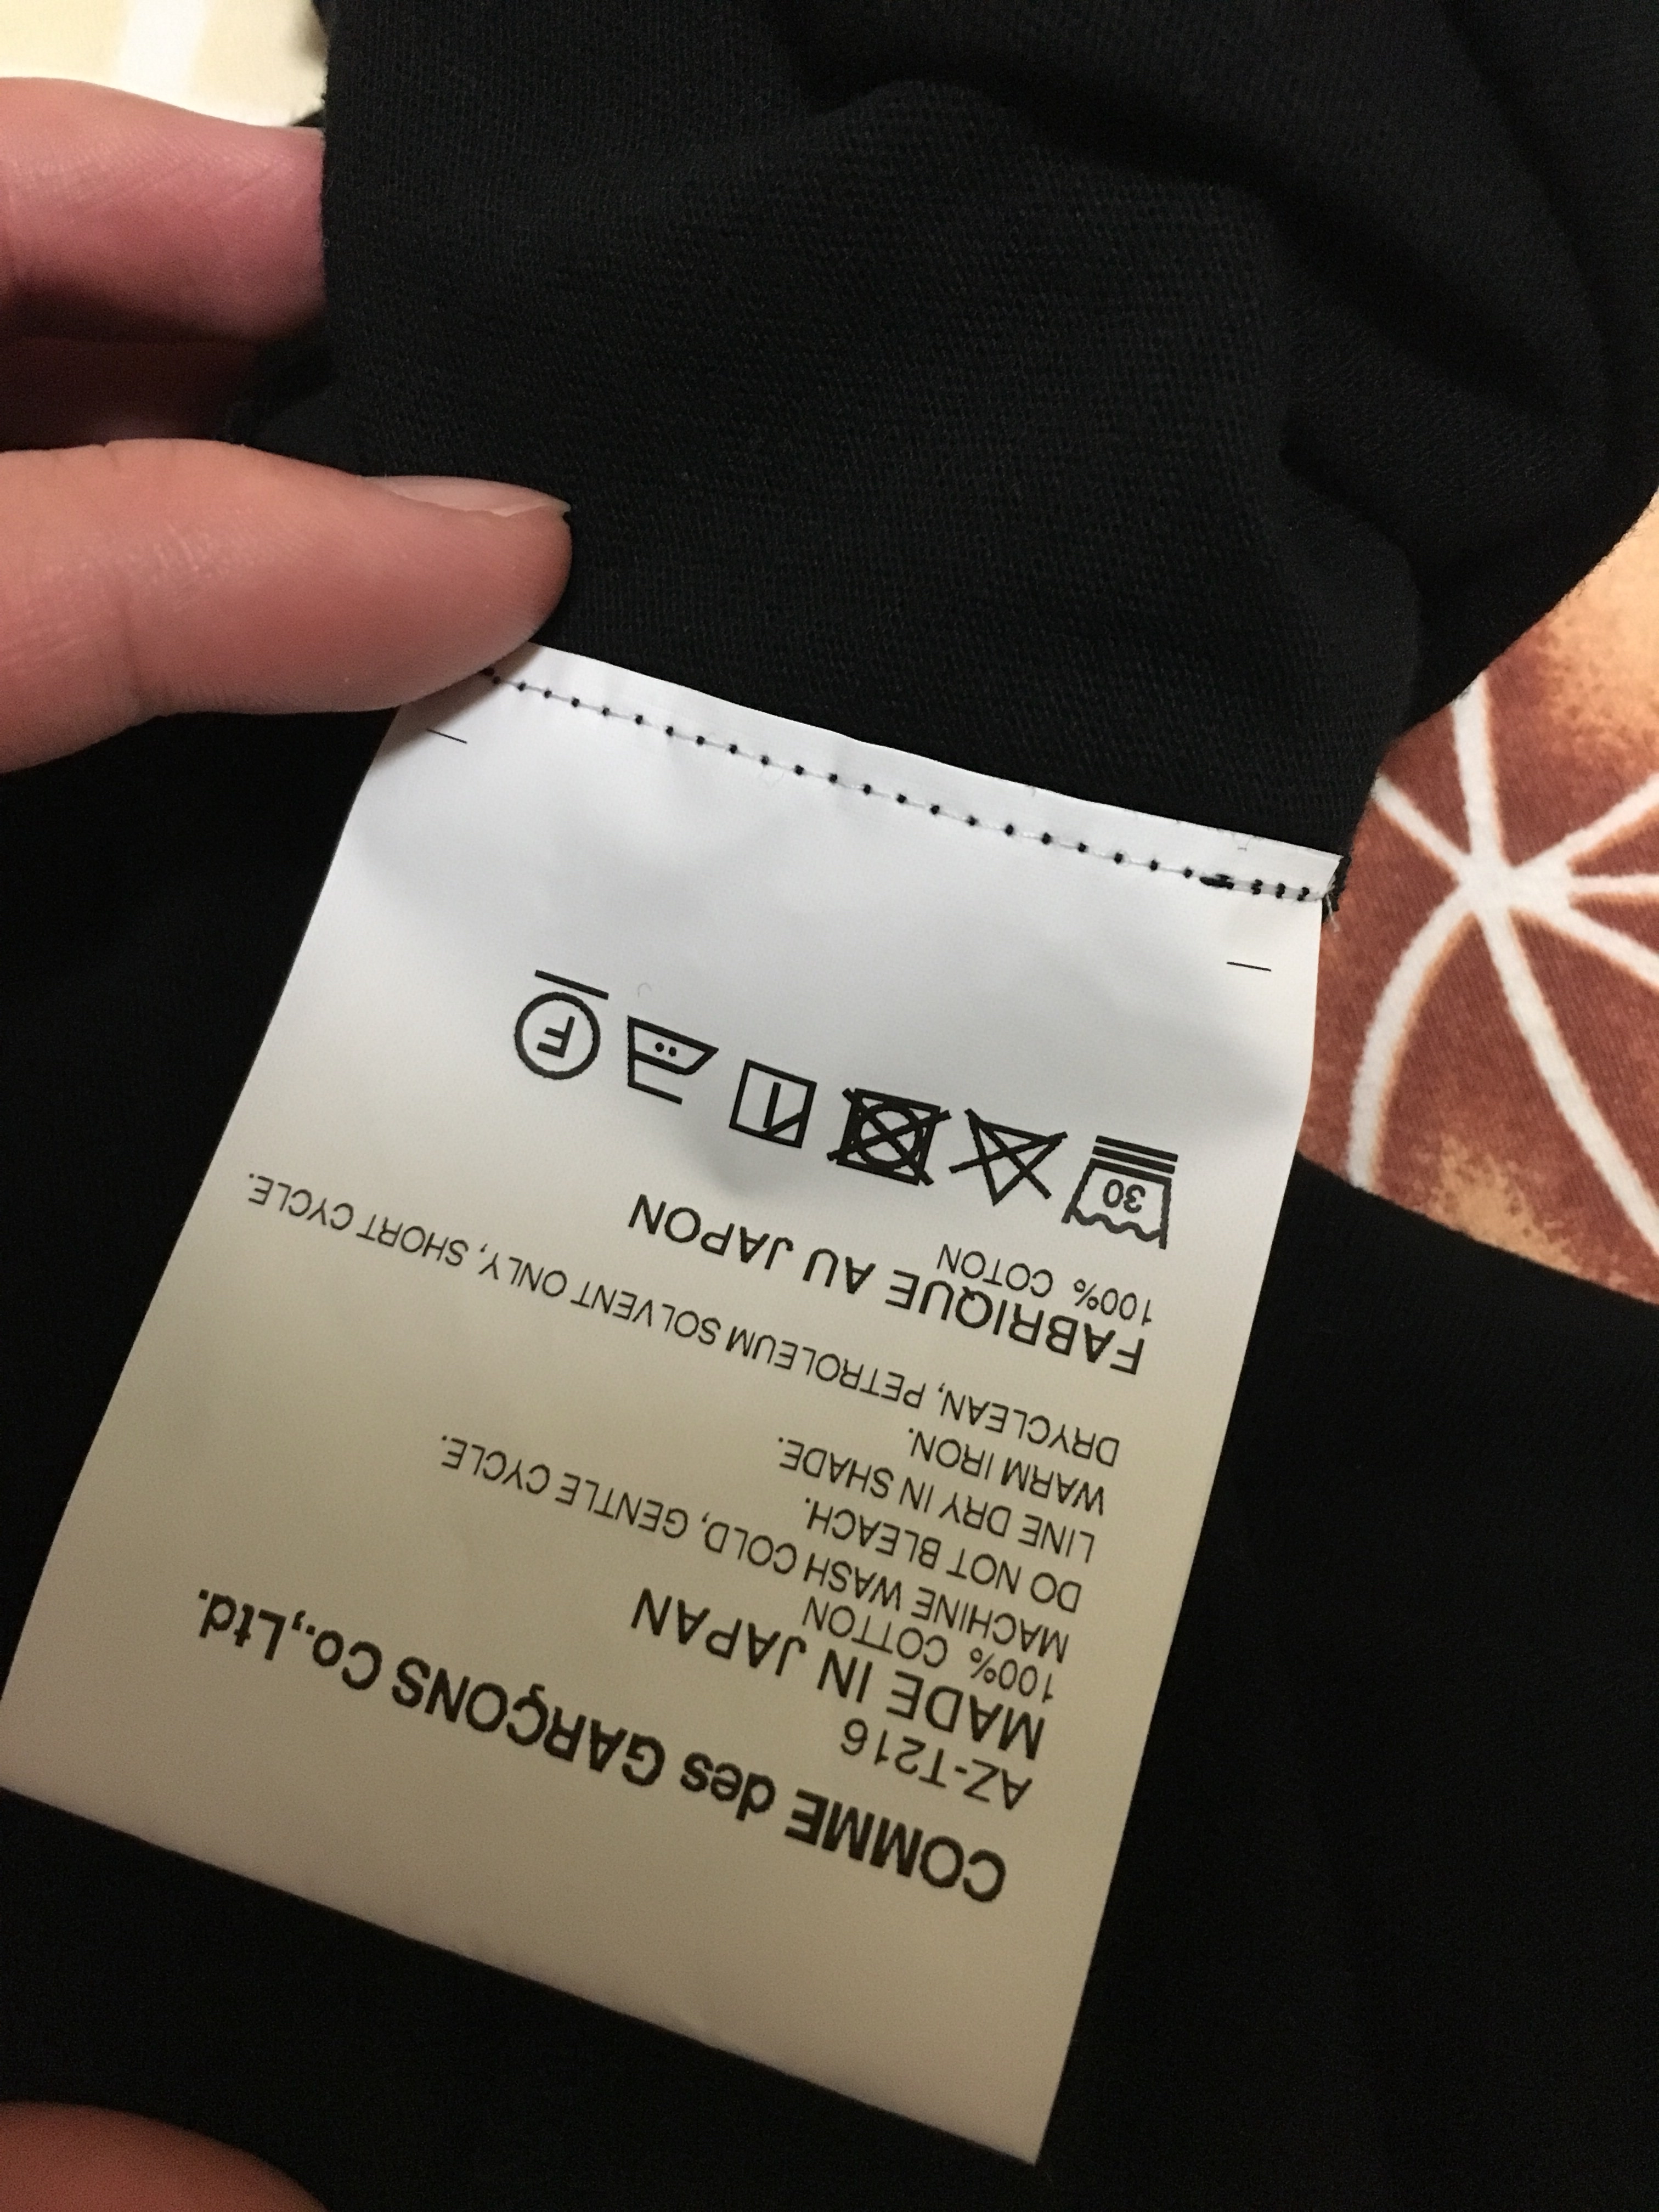 COMME des GARÇONS Co.,Ltd.
AZ-T216
MADE IN JAPAN
100% COTTON
MACHINE WASH COLD, GENTLE CYCLE.
DO NOT BLEACH.
LINE DRY IN SHADE.
WARM IRON.
DRYCLEAN, PETROLEUM SOLVENT ONLY, SHORT CYCLE.
FABRIQUE AU JAPON
100% COTON
30
F